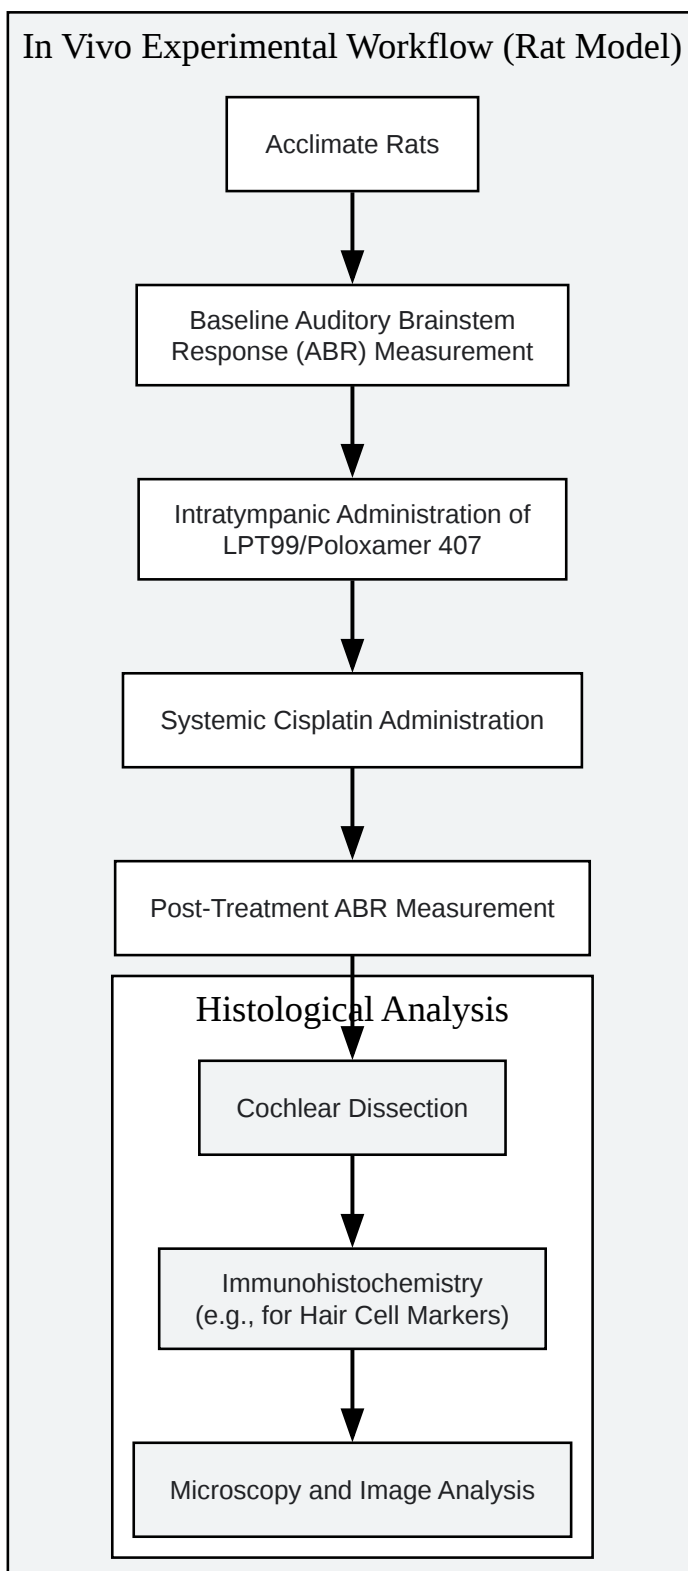 In Vivo Experimental Workflow (Rat Model)
Acclimate Rats
Baseline Auditory Brainstem
Response (ABR) Measurement
Intratympanic Administration of
LPT99/Poloxamer 407
Systemic Cisplatin Administration
Post-Treatment ABR Measurement
Histological Analysis
Cochlear Dissection
Immunohistochemistry
(e.g., for Hair Cell Markers)
Microscopy and Image Analysis